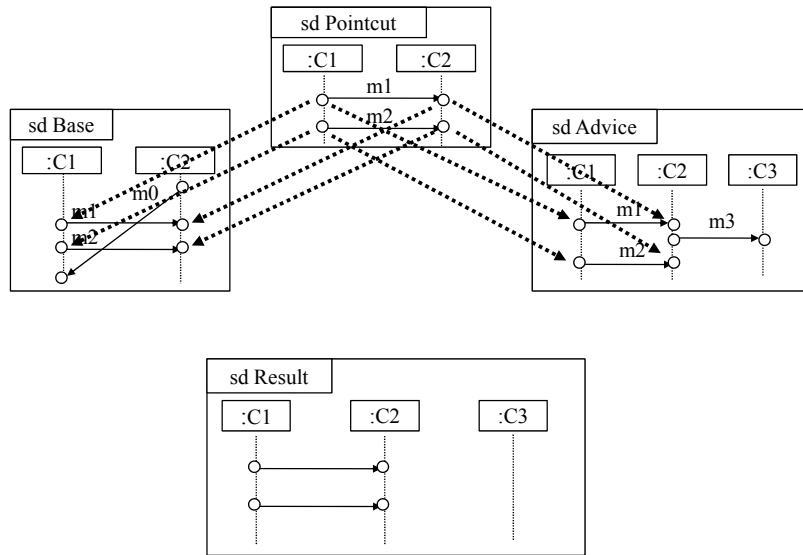 sd Pointcut
:C1 :C2
m1
m2
sd Base
:C1 :C2
m0
m1
m2
sd Advice
:C1 :C2 :C3
m1
m3
m2
sd Result
:C1 :C2 :C3